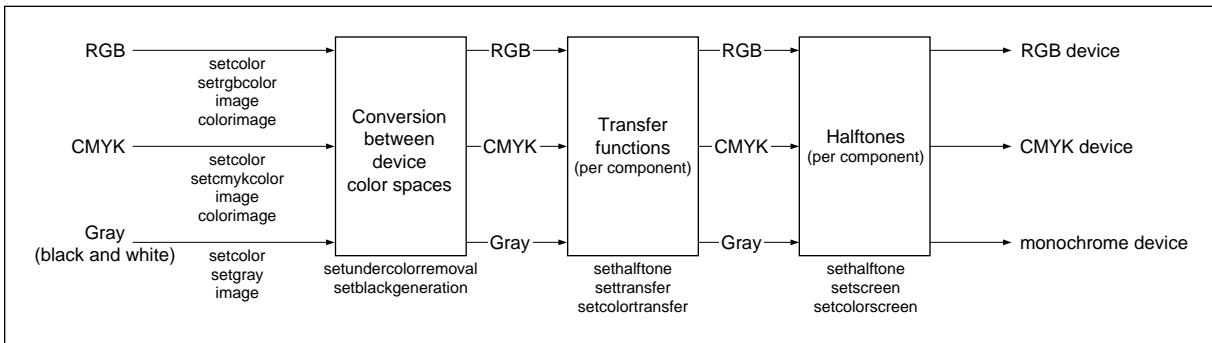 RGB
setcolor
setrgbcolor
image
colorimage
CMYK
setcolor
setcmykcolor
image
colorimage
Gray
(black and white)
setcolor
setgray
image
Conversion
between
device
color spaces
setundercolorremoval
setblackgeneration
RGB
CMYK
Gray
Transfer
functions
(per component)
sethalftone
settransfer
setcolortransfer
RGB
CMYK
Gray
Halftones
(per component)
sethalftone
setscreen
setcolorscreen
RGB device
CMYK device
monochrome device